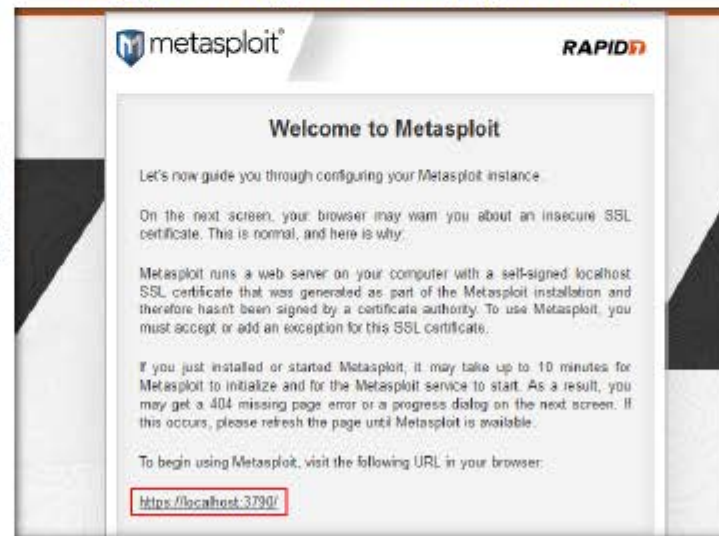 metasploit®
RAPID7
Welcome to Metasploit
Let's now guide you through configuring your Metasploit instance.
On the next screen, your browser may warn you about an insecure SSL
certificate. This is normal, and here is why:
Metasploit runs a web server on your computer with a self-signed localhost
SSL certificate that was generated as part of the Metasploit installation and
therefore hasn't been signed by a certificate authority. To use Metasploit, you
must accept or add an exception for this SSL certificate.
If you just installed or started Metasploit, it may take up to 10 minutes for
Metasploit to initialize and for the Metasploit service to start. As a result, you
may get a 404 missing page error or a progress dialog on the next screen. If
this occurs, please refresh the page until Metasploit is available.
To begin using Metasploit, visit the following URL in your browser:
https://localhost:3790/